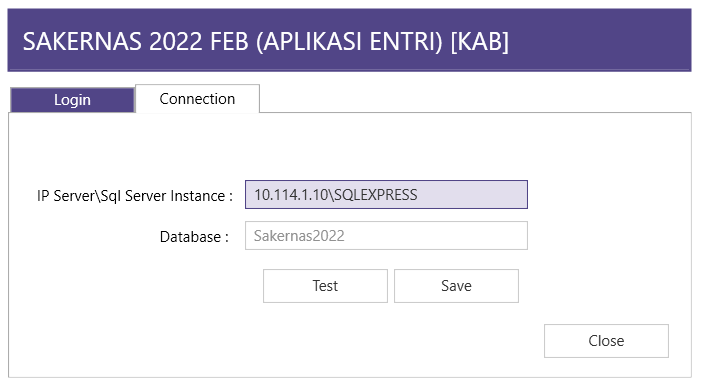 SAKERNAS 2022 FEB (APLIKASI ENTRI) [KAB]
Login Connection
IP Server\Sql Server Instance : 10.114.1.10\SQLEXPRESS
Database : Sakernas2022
Test Save
Close